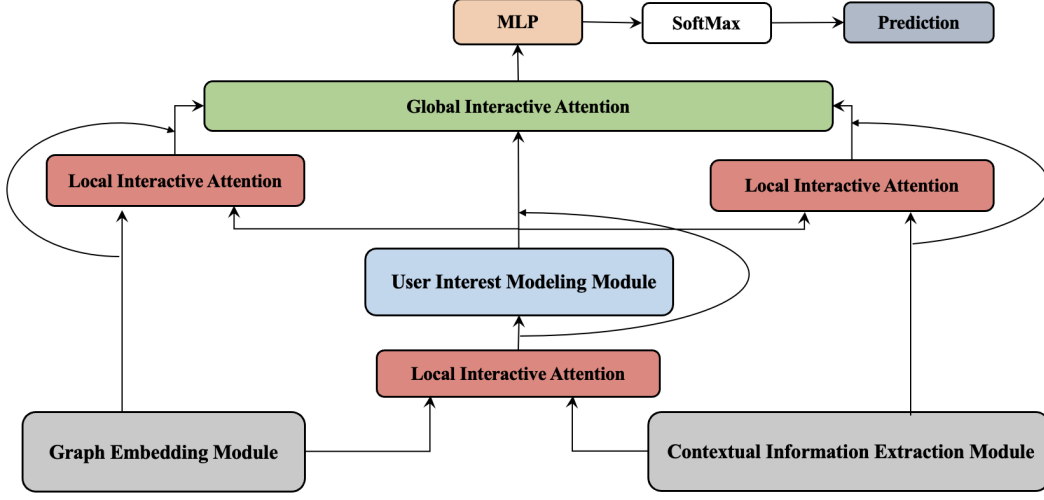 MLP
SoftMax
Prediction
Global Interactive Attention
Local Interactive Attention
Local Interactive Attention
User Interest Modeling Module
Local Interactive Attention
Graph Embedding Module
Contextual Information Extraction Module